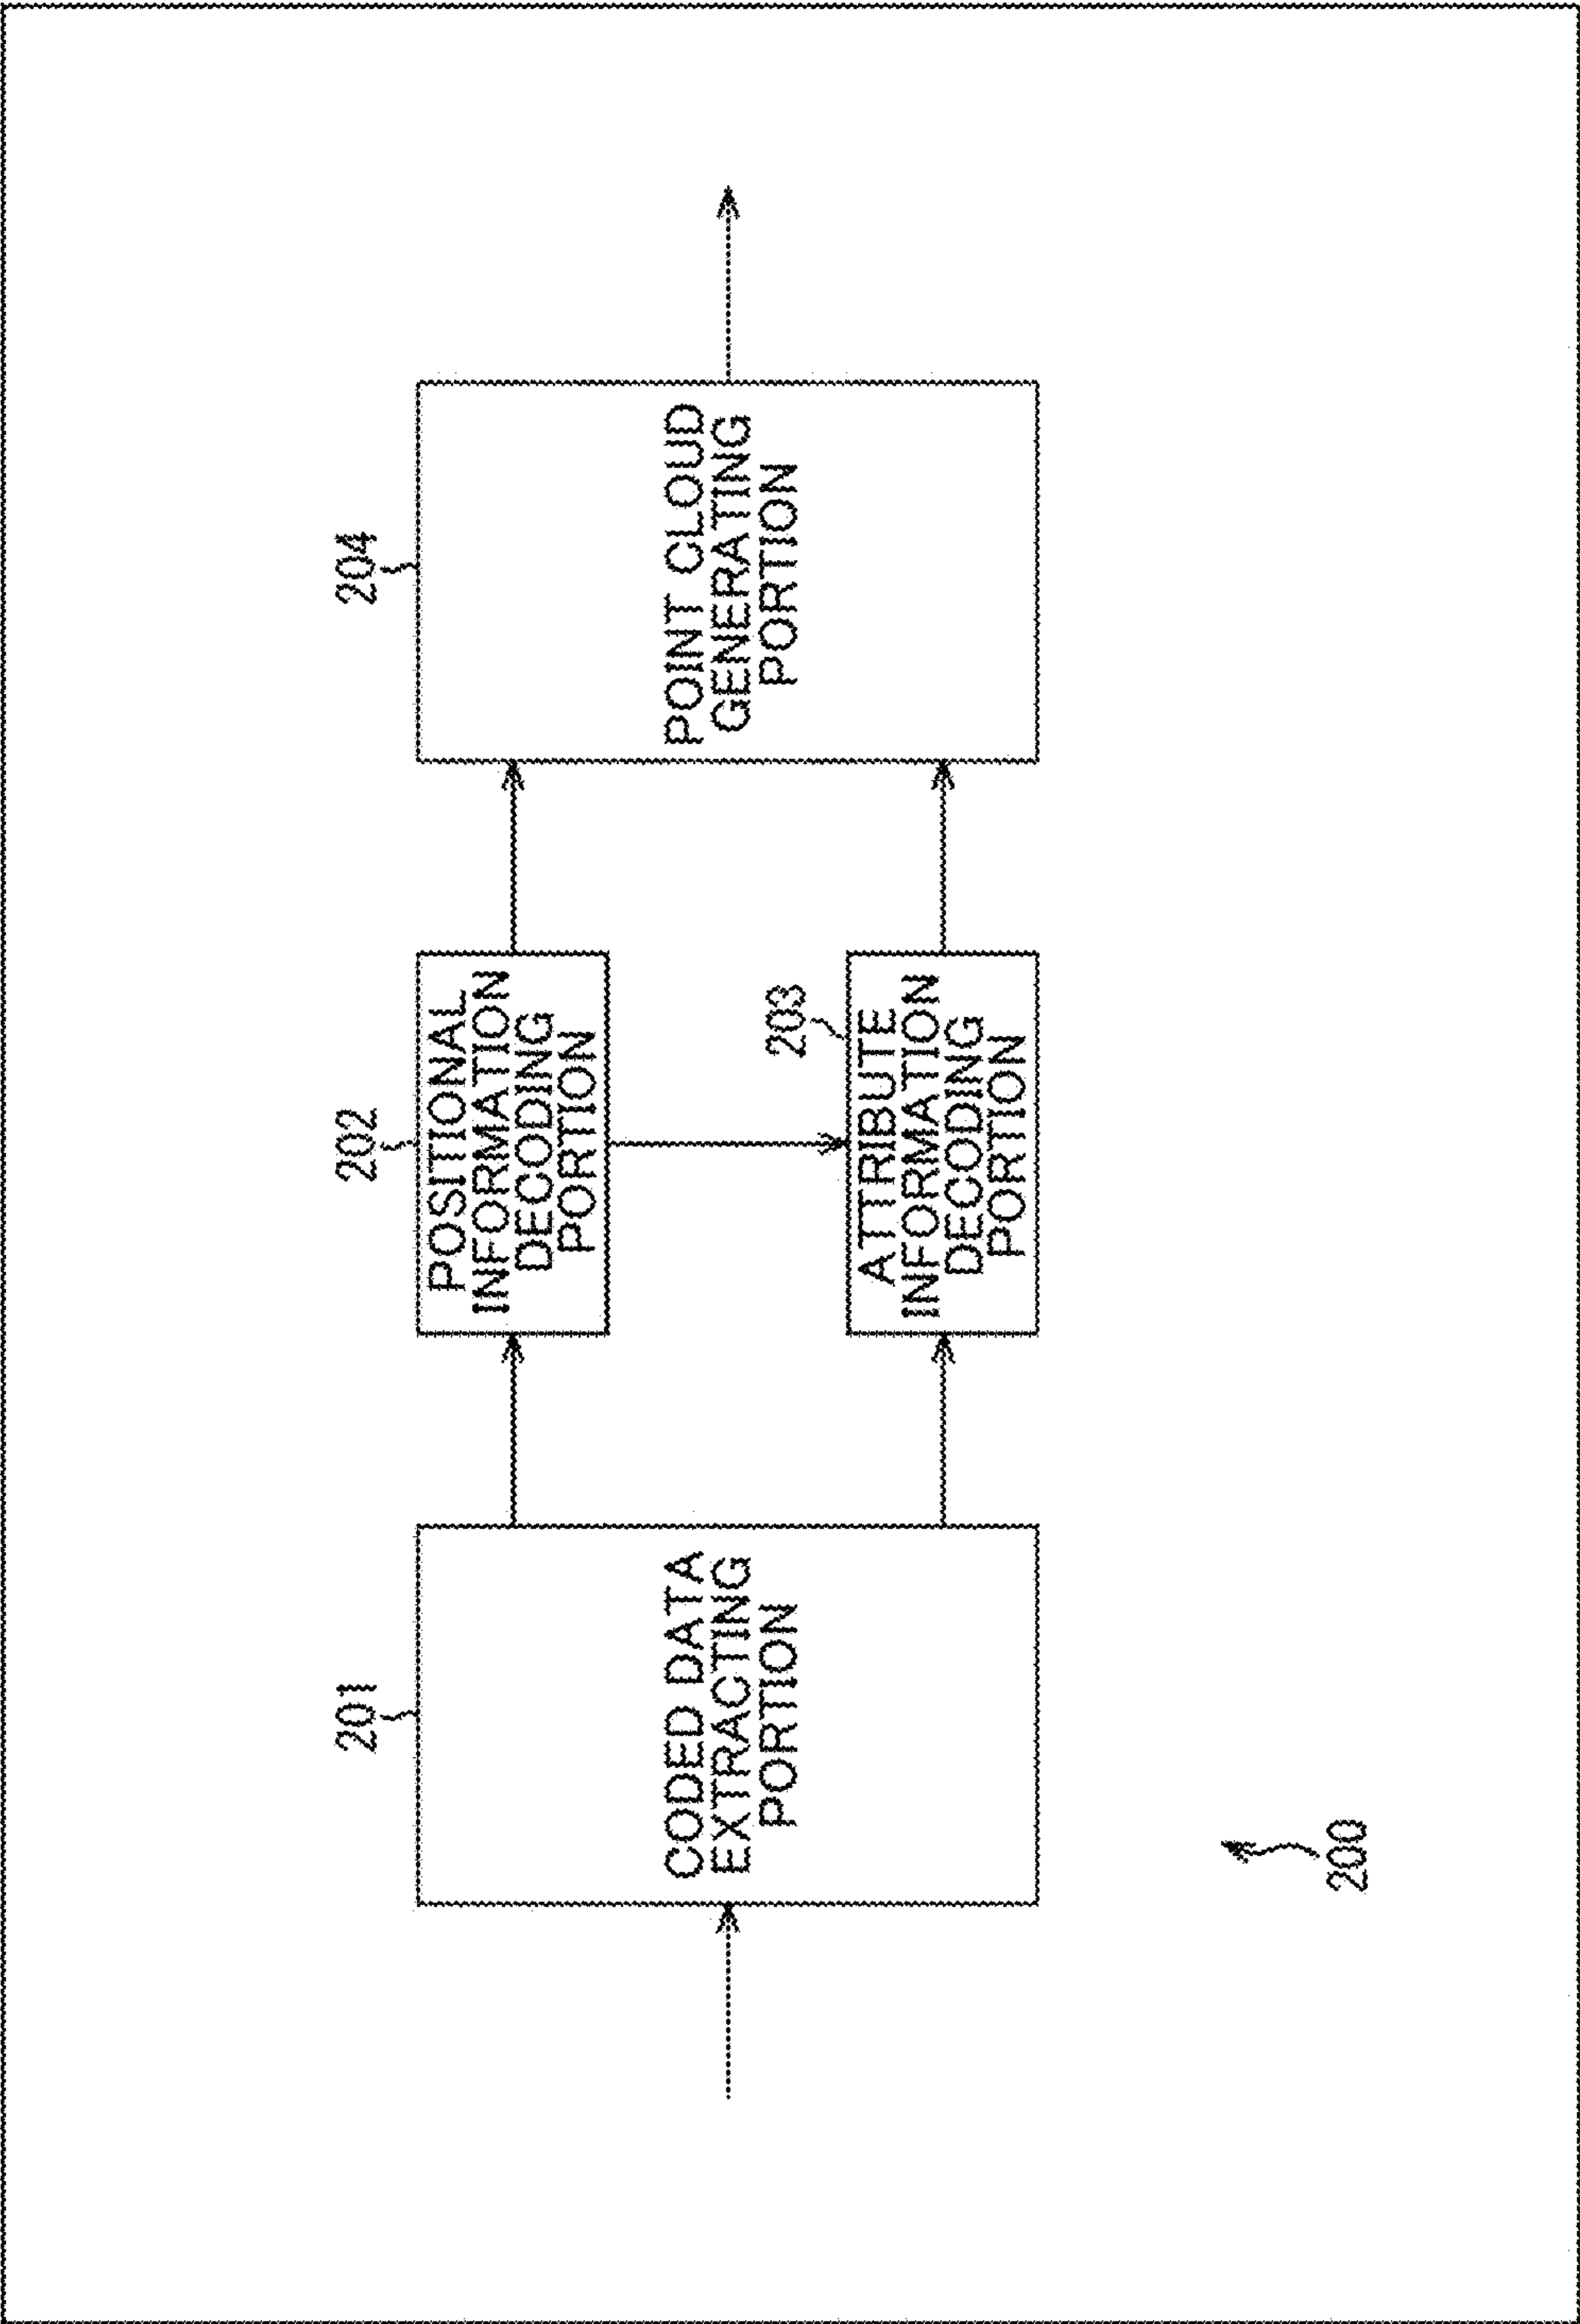 201
CODED DATA
EXTRACTING
PORTION
202
POSITIONAL
INFORMATION
DECODING
PORTION
203
ATTRIBUTE
INFORMATION
DECODING
PORTION
204
POINT CLOUD
GENERATING
PORTION
200